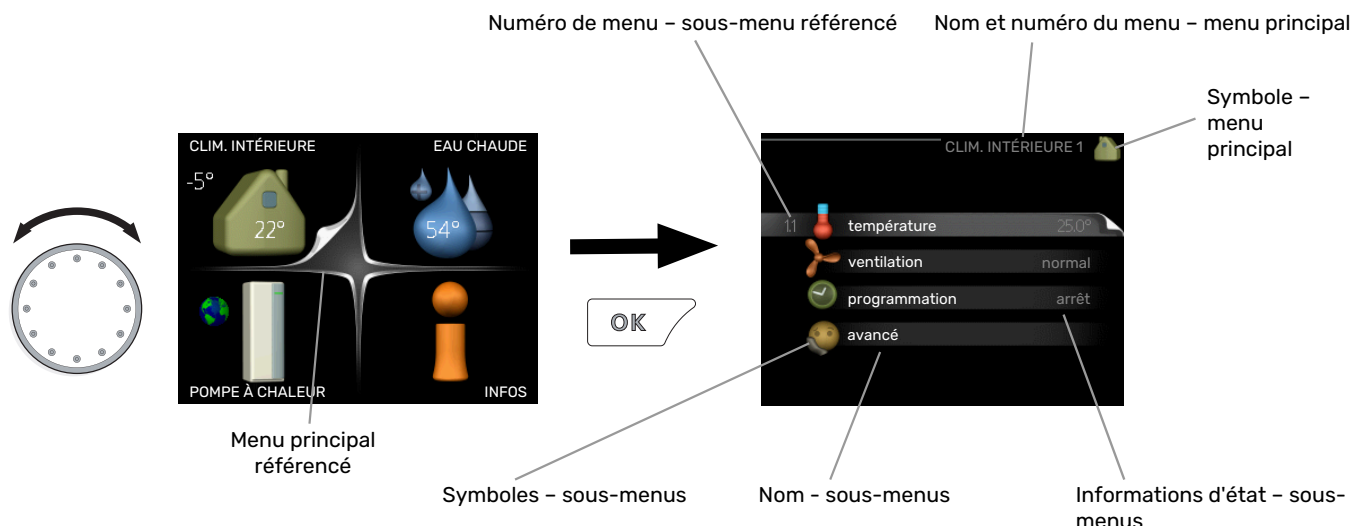 Numéro de menu – sous-menu référencé
Nom et numéro du menu – menu principal
Symbole –
menu
principal
CLIM. INTÉRIEURE
EAU CHAUDE
-5°
22°
54°
POMPE À CHALEUR
INFOS
Menu principal
référencé
OK
CLIM. INTÉRIEURE 1
1.1 température 25.0°
ventilation normal
programmation arrêt
avancé
Symboles – sous-menus
Nom - sous-menus
Informations d'état – sous-
menus